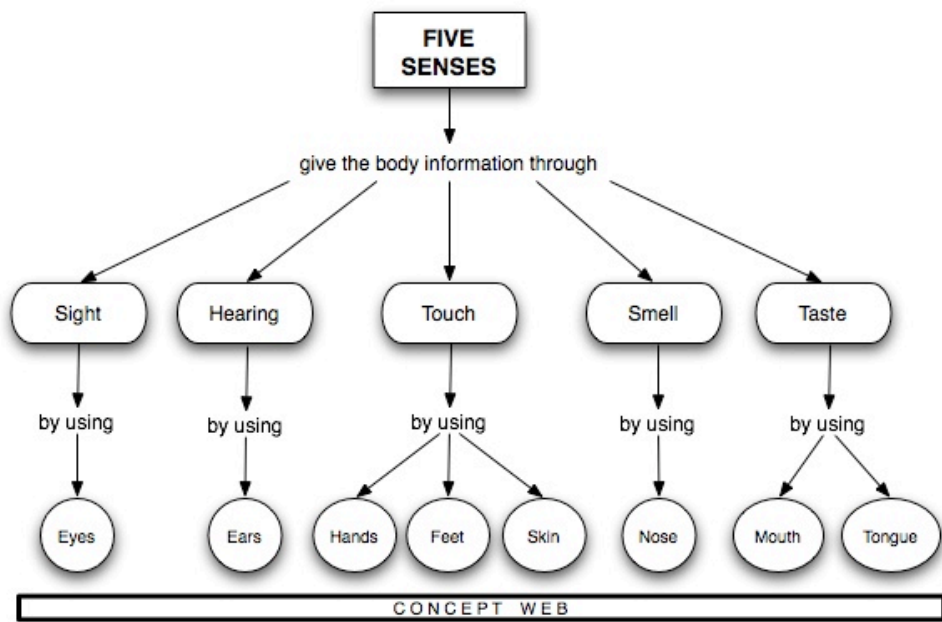 FIVE
SENSES
give the body information through
Sight Hearing Touch Smell Taste
by using by using by using by using by using
Eyes Ears Hands Feet Skin Nose Mouth Tongue
CONCEPT WEB